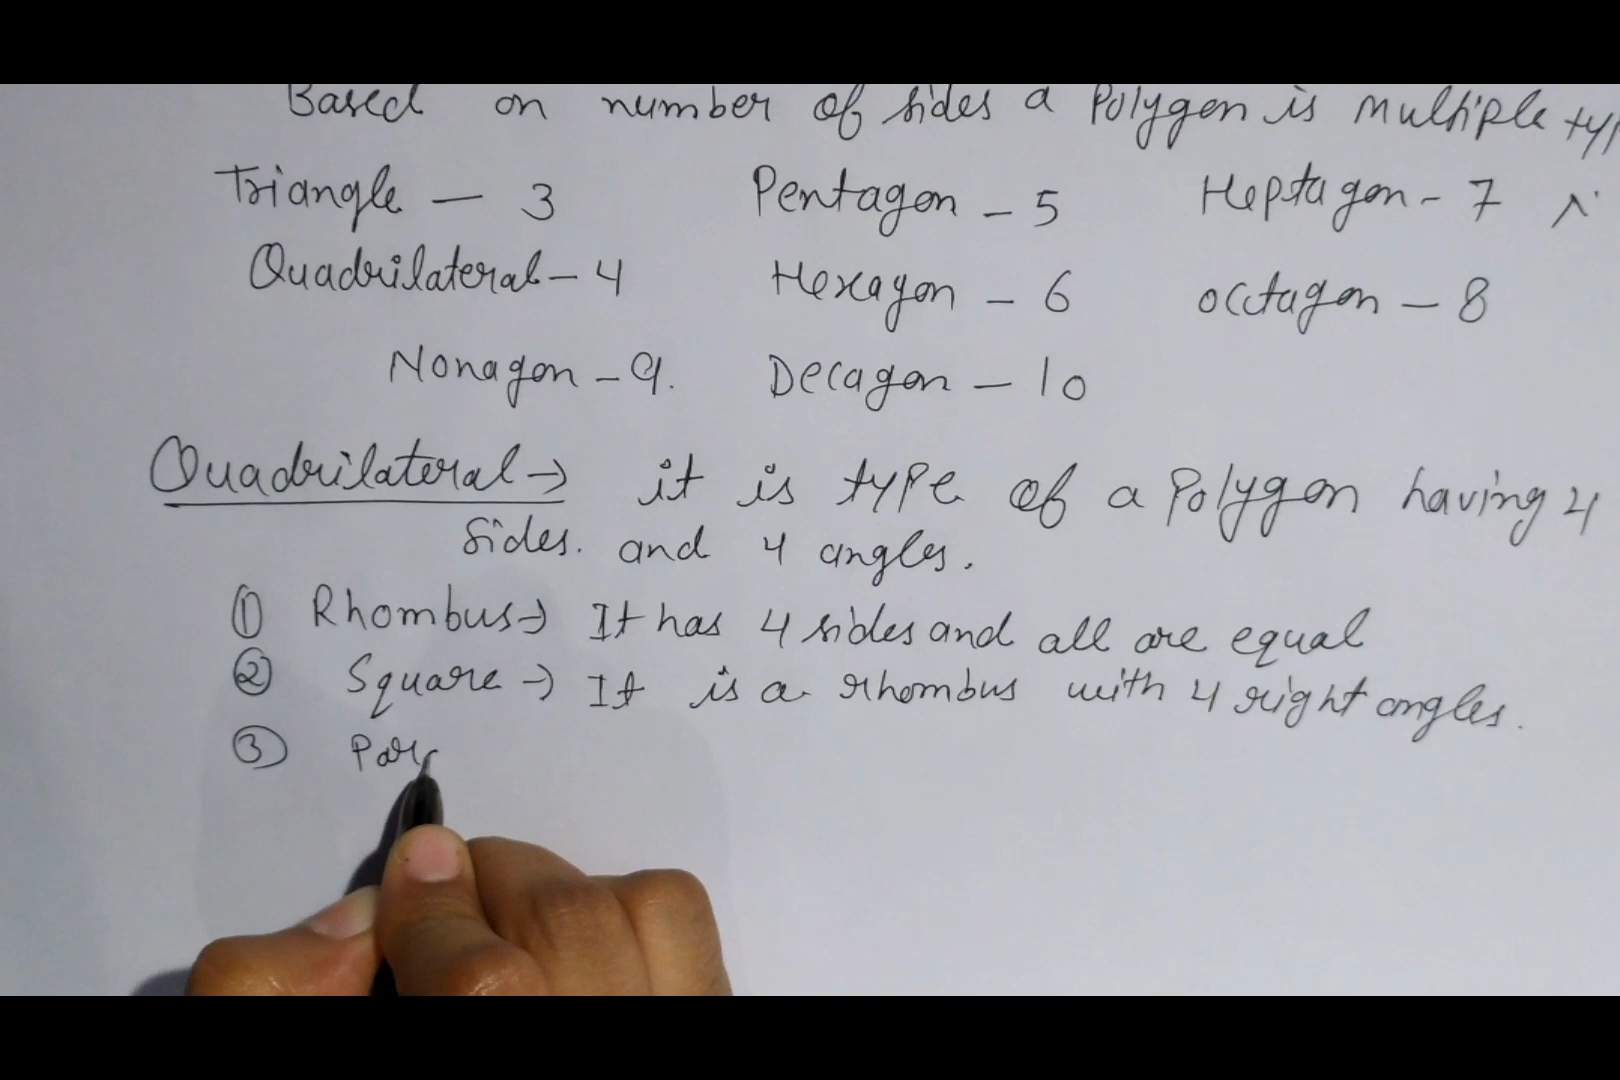 Based on number of sides a Polygon is multiple typ
Triangle — 3 Pentagon — 5 Heptagon - 7
Quadrilateral — 4 Hexagon — 6 Octagon — 8
Nonagon — 9. Decagon — 10
Quadrilateral → it is type of a Polygon having 4
sides. and 4 angles.
① Rhombus → It has 4 sides and all are equal
② Square → It is a rhombus with 4 right angles.
③ Par